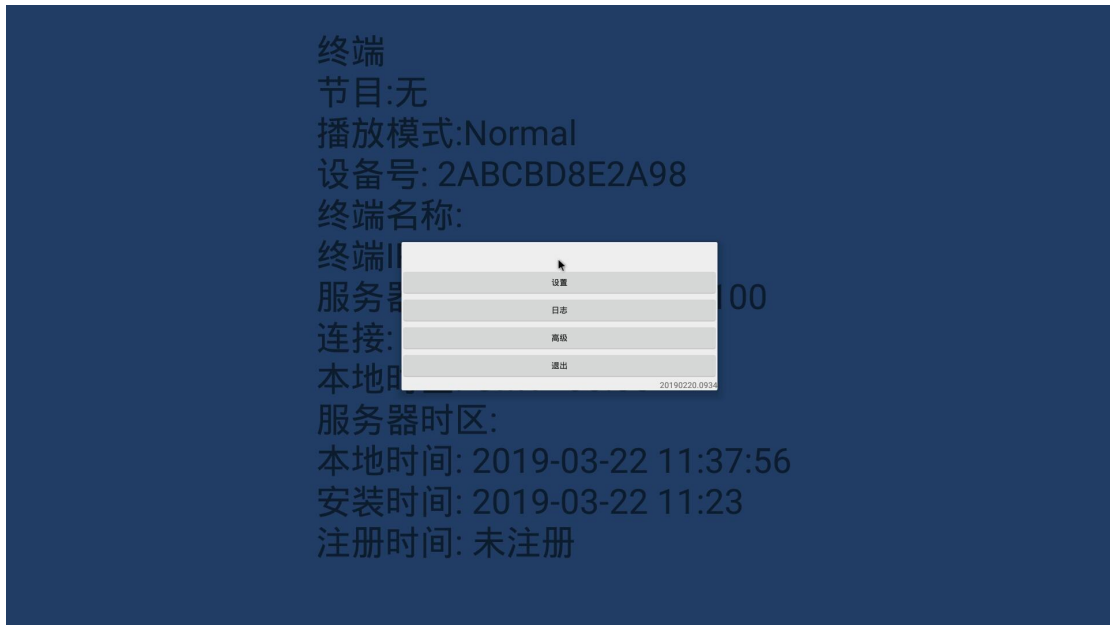 终端
节目:无
播放模式:Normal
设备号: 2ABCBD8E2A98
终端名称:
终端I
服务器 100
连接:
本地时
服务器时区:
本地时间: 2019-03-22 11:37:56
安装时间: 2019-03-22 11:23
注册时间: 未注册
设置
日志
高级
退出
20190220.0934